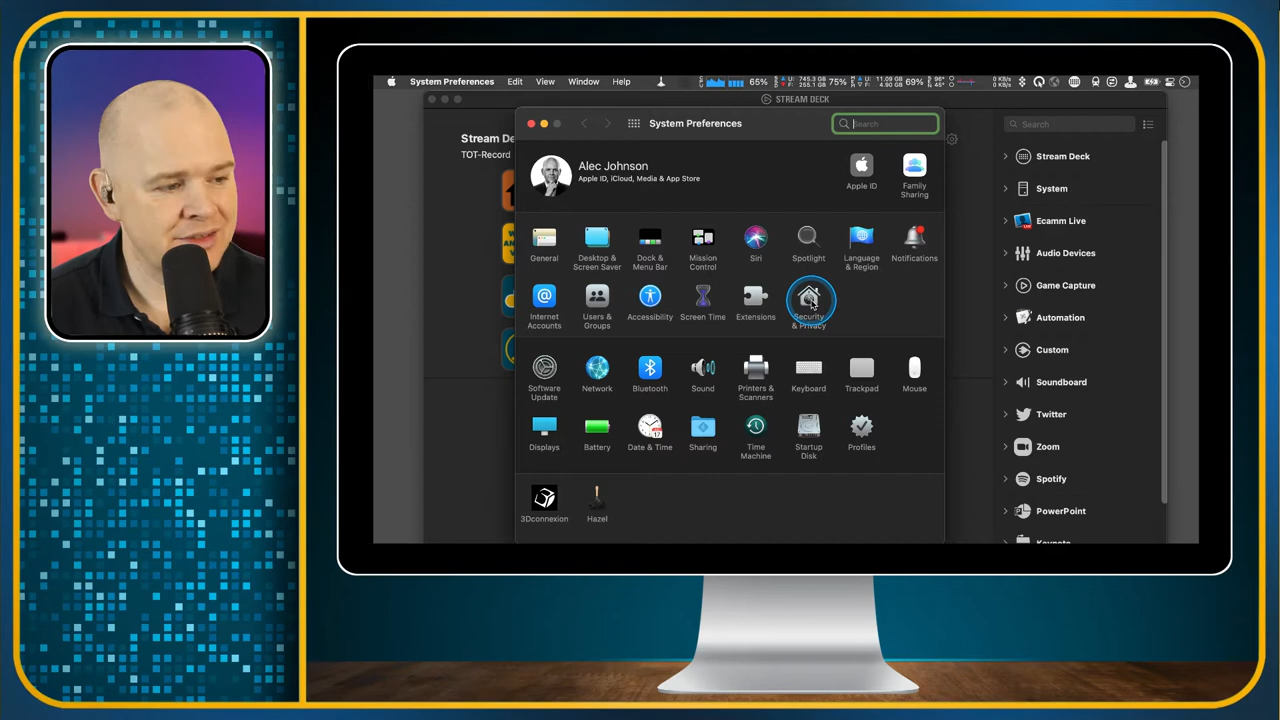 System Preferences Edit View Window Help
65% 75% 69%
STREAM DECK
Stream De
TOT-Record
System Preferences
Search
Search
Alec Johnson
Apple ID, iCloud, Media & App Store
Apple ID
Family
Sharing
General
Desktop &
Screen Saver
Dock &
Menu Bar
Mission
Control
Siri
Spotlight
Language
& Region
Notifications
Internet
Accounts
Users &
Groups
Accessibility
Screen Time
Extensions
Security
& Privacy
Software
Update
Network
Bluetooth
Sound
Printers &
Scanners
Keyboard
Trackpad
Mouse
Displays
Battery
Date & Time
Sharing
Time
Machine
Startup
Disk
Profiles
3Dconnexion
Hazel
Stream Deck
System
Ecamm Live
Audio Devices
Game Capture
Automation
Custom
Soundboard
Twitter
Zoom
Spotify
PowerPoint